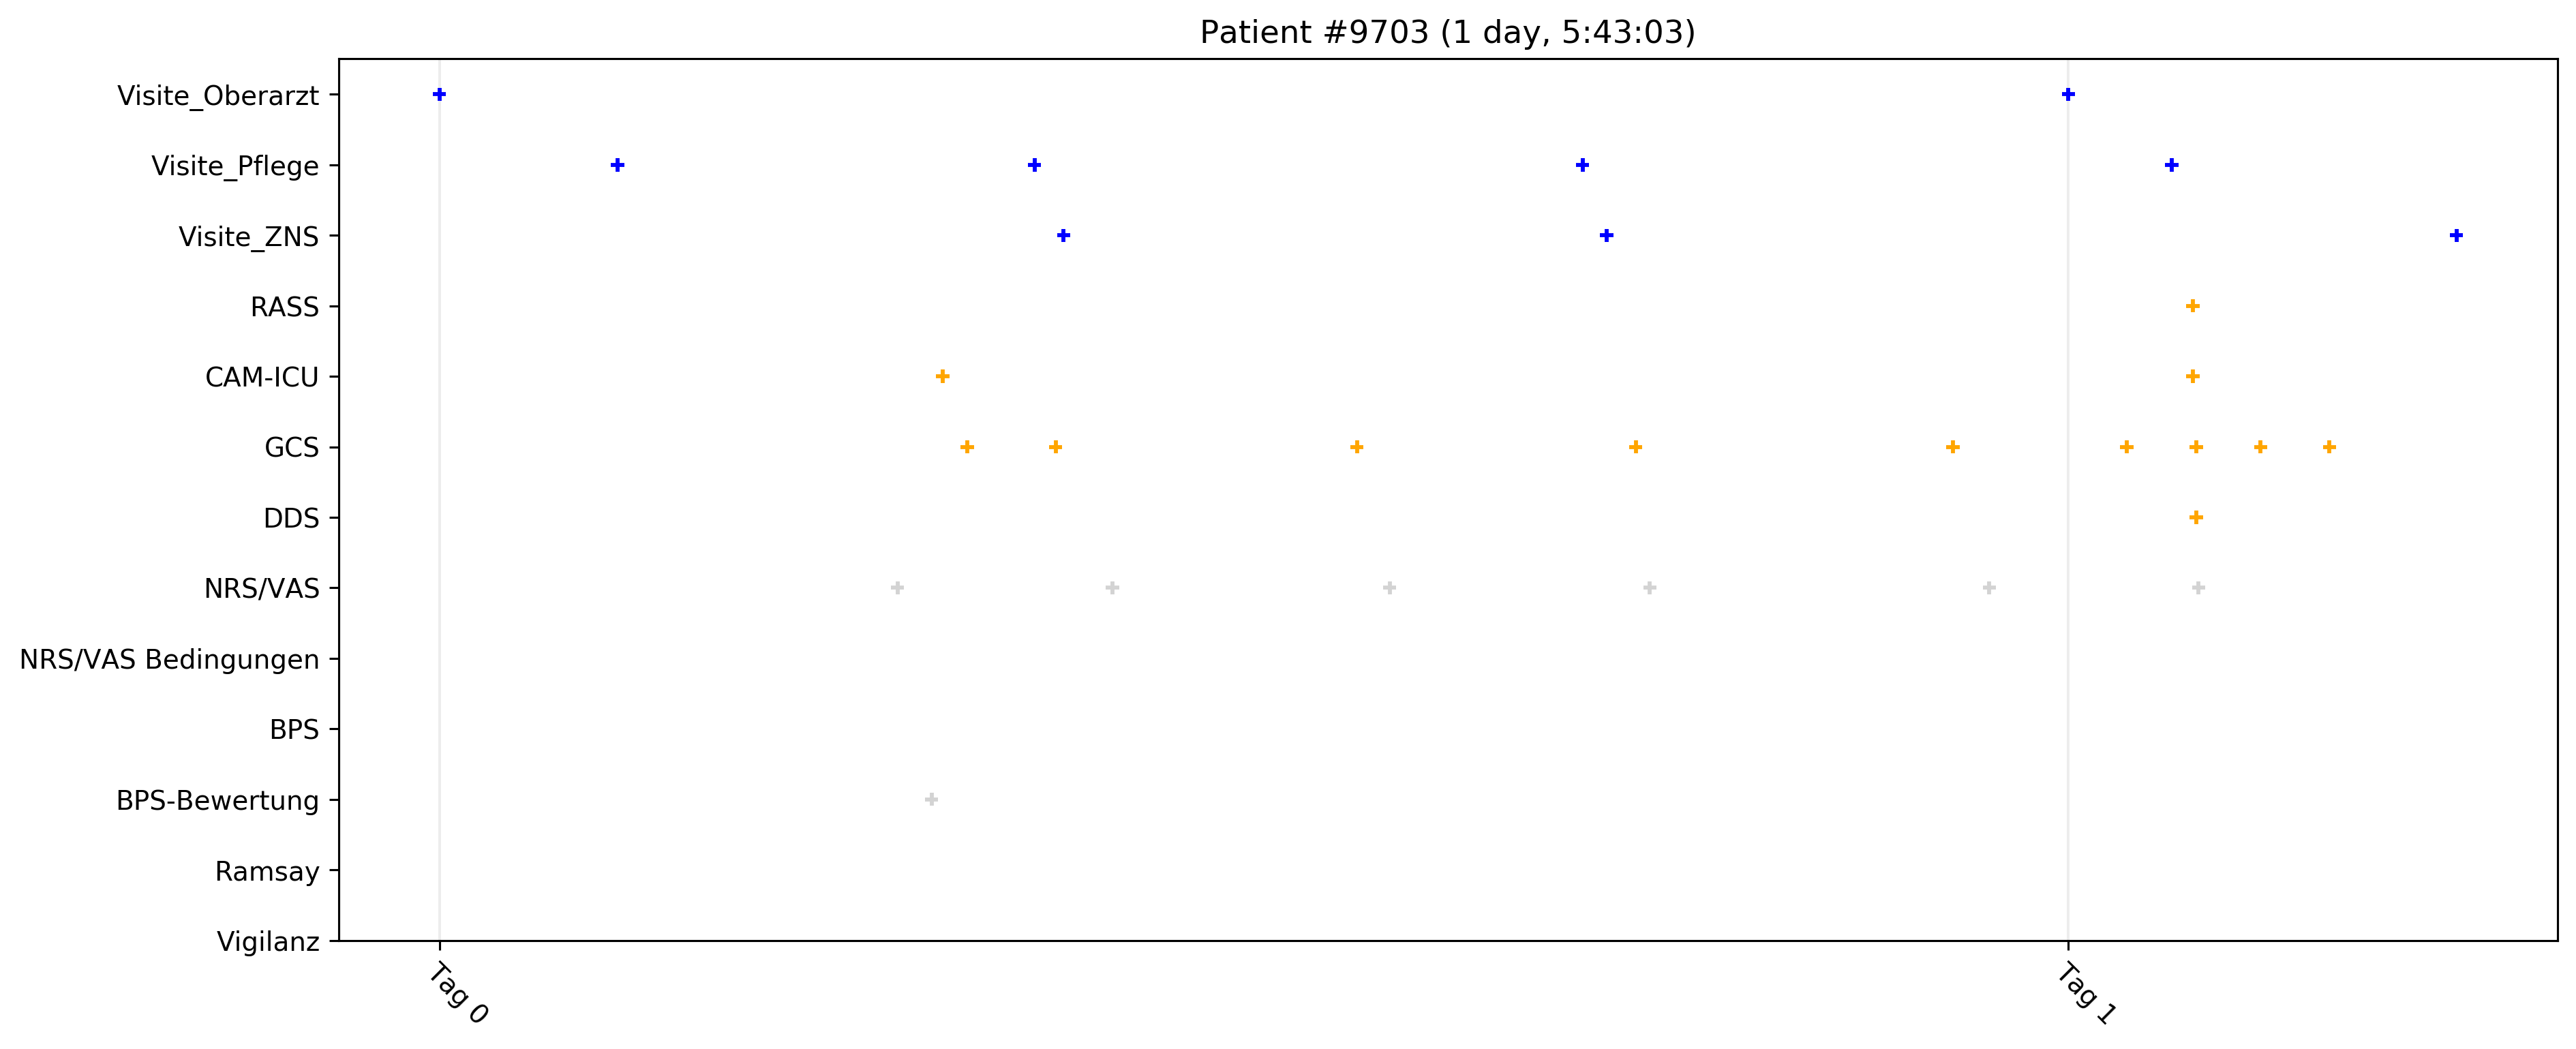 Patient #9703 (1 day, 5:43:03)
Visite_Oberarzt
Visite_Pflege
Visite_ZNS
RASS
CAM-ICU
GCS
DDS
NRS/VAS
NRS/VAS Bedingungen
BPS
BPS-Bewertung
Ramsay
Vigilanz
Tag 0
Tag 1